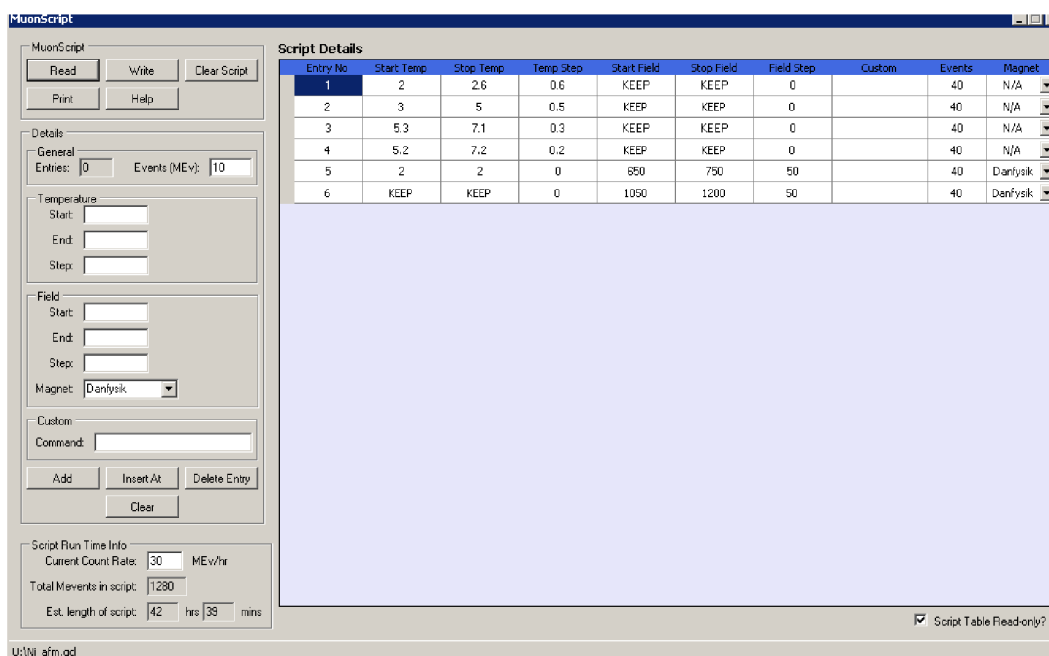 MuonScript
MuonScript
Read Write Clear Script
Print Help
Details
General
Entries: 0 Events (MEv): 10
Temperature
Start:
End:
Step:
Field
Start:
End:
Step:
Magnet: Danfysik
Custom
Command:
Add Insert At Delete Entry
Clear
Script Run Time Info
Current Count Rate: 30 MEv/hr
Total Mevents in script: 1280
Est. length of script: 42 hrs 39 mins
Script Details
Entry No Start Temp Stop Temp Temp Step Start Field Stop Field Field Step Custom Events Magnet
1 2 2.6 0.6 KEEP KEEP 0 40 N/A
2 3 5 0.5 KEEP KEEP 0 40 N/A
3 5.3 7.1 0.3 KEEP KEEP 0 40 N/A
4 5.2 7.2 0.2 KEEP KEEP 0 40 N/A
5 2 2 0 650 750 50 40 Danfysik
6 KEEP KEEP 0 1050 1200 50 40 Danfysik
Script Table Read-only?
U:\Ni_afm.gd